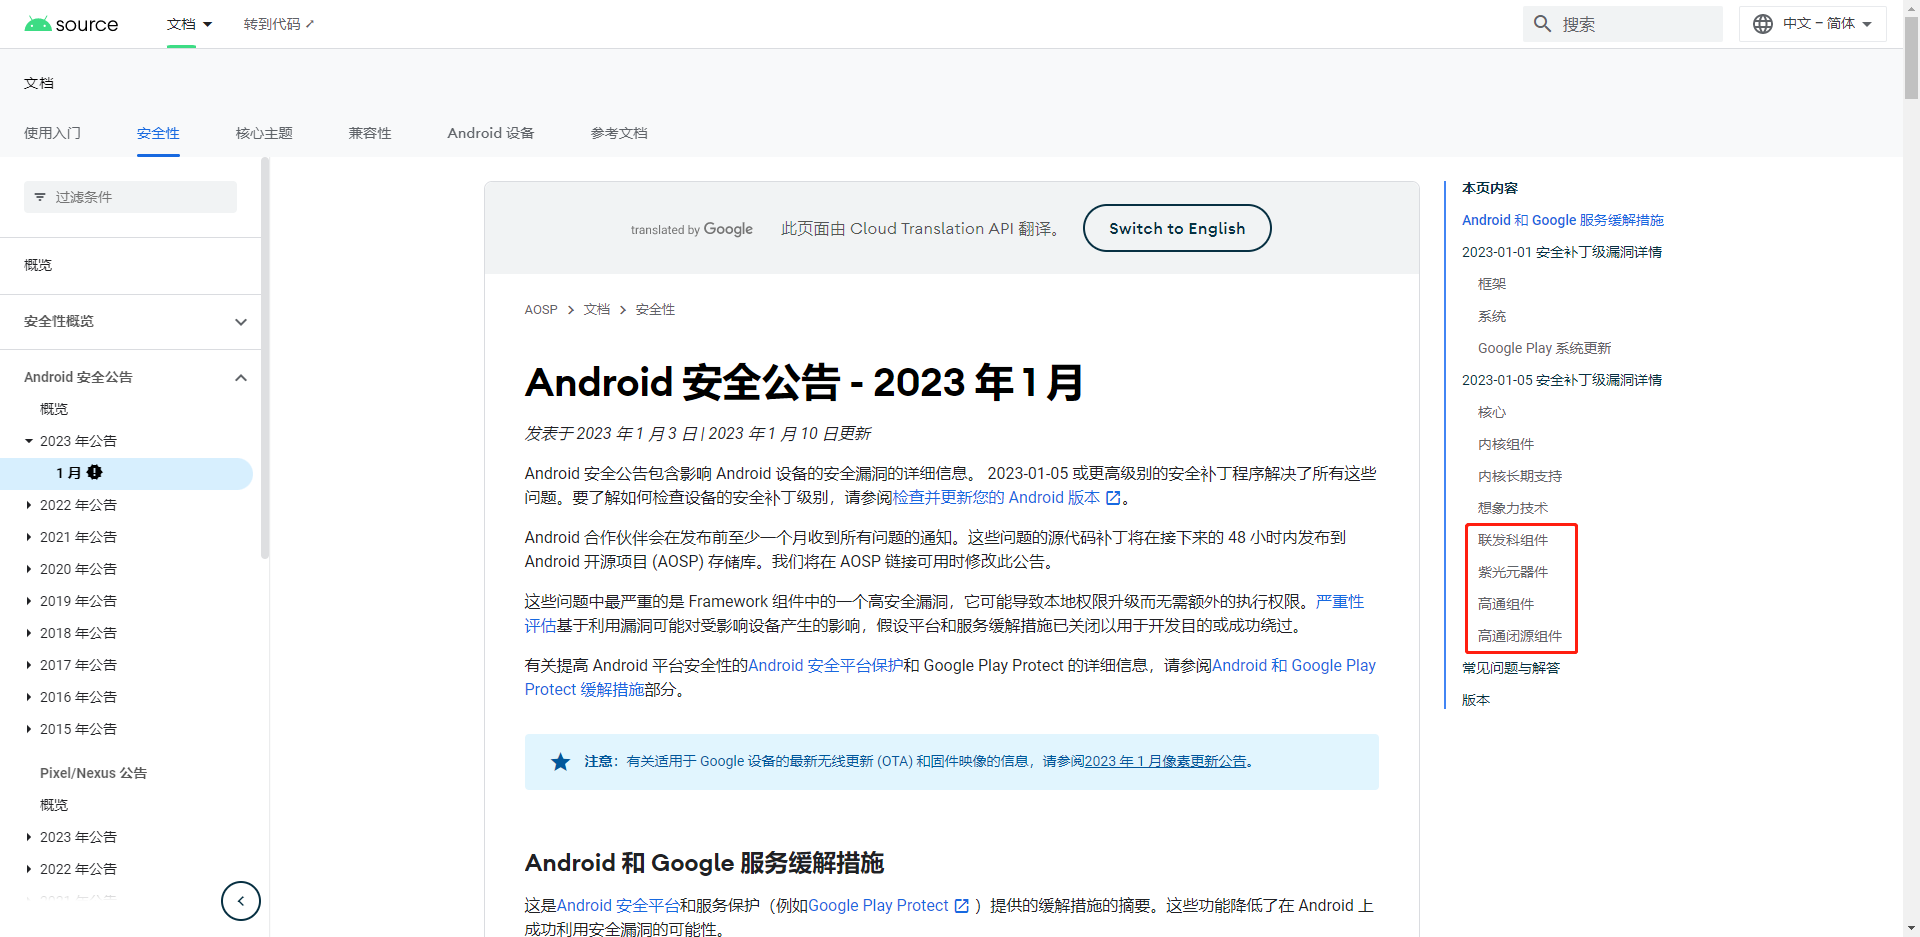 source
文档
转到代码
搜索
中文 – 简体
文档
使用入门
安全性
核心主题
兼容性
Android 设备
参考文档
过滤条件
概览
安全性概览
Android 安全公告
概览
2023 年公告
1 月
2022 年公告
2021 年公告
2020 年公告
2019 年公告
2018 年公告
2017 年公告
2016 年公告
2015 年公告
Pixel/Nexus 公告
概览
2023 年公告
2022 年公告
translated by Google
此页面由 Cloud Translation API 翻译。
Switch to English
AOSP
文档
安全性
Android 安全公告 - 2023 年 1 月
发表于 2023 年 1 月 3 日 | 2023 年 1 月 10 日更新
Android 安全公告包含影响 Android 设备的安全漏洞的详细信息。 2023-01-05 或更高级别的安全补丁程序解决了所有这些
问题。要了解如何检查设备的安全补丁级别，请参阅检查并更新您的 Android 版本 。
Android 合作伙伴会在发布前至少一个月收到所有问题的通知。这些问题的源代码补丁将在接下来的 48 小时内发布到
Android 开源项目 (AOSP) 存储库。我们将在 AOSP 链接可用时修改此公告。
这些问题中最严重的是 Framework 组件中的一个高安全漏洞，它可能导致本地权限升级而无需额外的执行权限。严重性
评估基于利用漏洞可能对受影响设备产生的影响，假设平台和服务缓解措施已关闭以用于开发目的或成功绕过。
有关提高 Android 平台安全性的Android 安全平台保护和 Google Play Protect 的详细信息，请参阅Android 和 Google Play
Protect 缓解措施部分。
注意：有关适用于 Google 设备的最新无线更新 (OTA) 和固件映像的信息，请参阅2023 年 1 月像素更新公告。
Android 和 Google 服务缓解措施
这是Android 安全平台和服务保护（例如Google Play Protect ）提供的缓解措施的摘要。这些功能降低了在 Android 上
成功利用安全漏洞的可能性。
本页内容
Android 和 Google 服务缓解措施
2023-01-01 安全补丁级漏洞详情
框架
系统
Google Play 系统更新
2023-01-05 安全补丁级漏洞详情
核心
内核组件
内核长期支持
想象力技术
联发科组件
紫光元器件
高通组件
高通闭源组件
常见问题与解答
版本